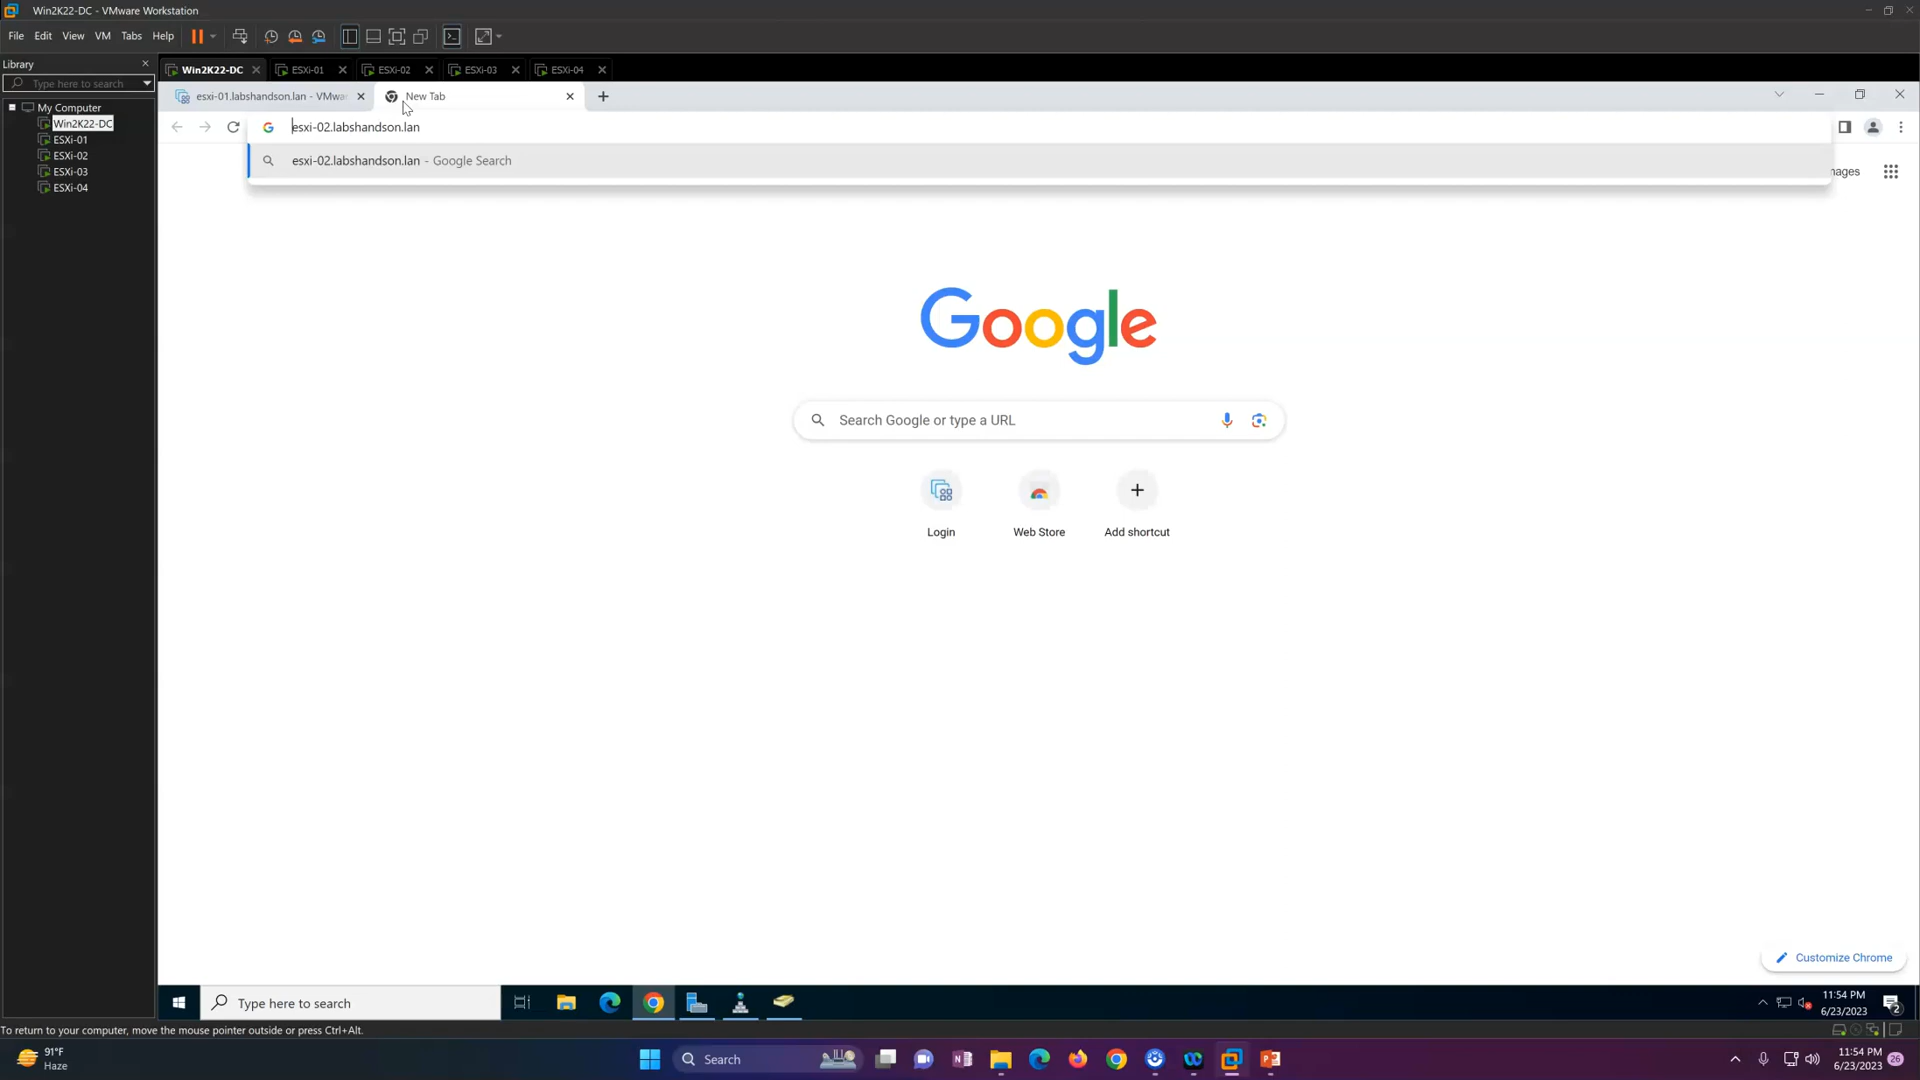 Win2K22-DC - VMware Workstation
File Edit View VM Tabs Help
Library
Type here to search
My Computer
Win2K22-DC
ESXi-01
ESXi-02
ESXi-03
ESXi-04
Win2K22-DC ESXi-01 ESXi-02 ESXi-03 ESXi-04
esxi-01.labshandson.lan - VMwar New Tab
esxi-02.labshandson.lan
esxi-02.labshandson.lan - Google Search
mages
Google
Search Google or type a URL
Login Web Store Add shortcut
Customize Chrome
Type here to search
11:54 PM
6/23/2023
2
To return to your computer, move the mouse pointer outside or press Ctrl+Alt.
91°F
Haze
Search
11:54 PM
6/23/2023
26